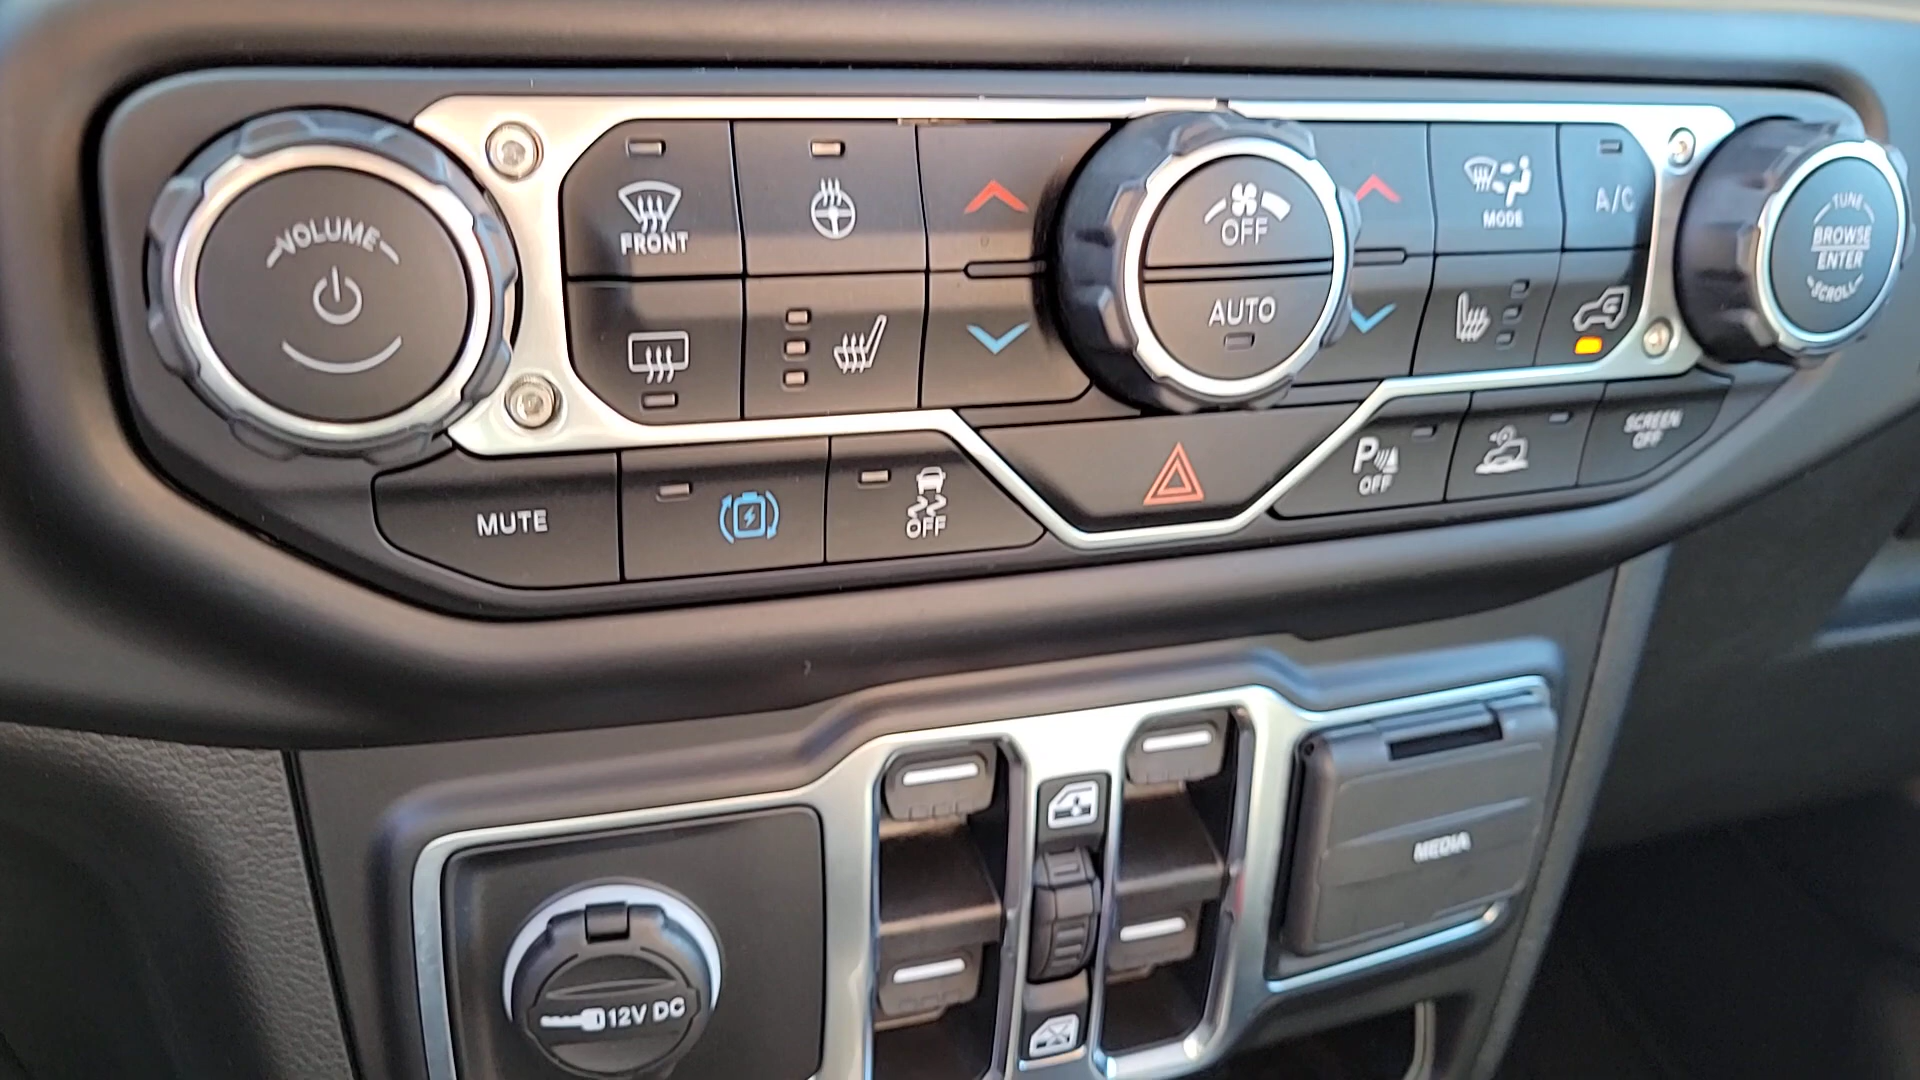 VOLUME
FRONT
OFF
AUTO
MODE
A/C
TUNE
BROWSE
ENTER
SCROLL
MUTE
OFF
P
OFF
SCREEN
OFF
MEDIA
12V DC